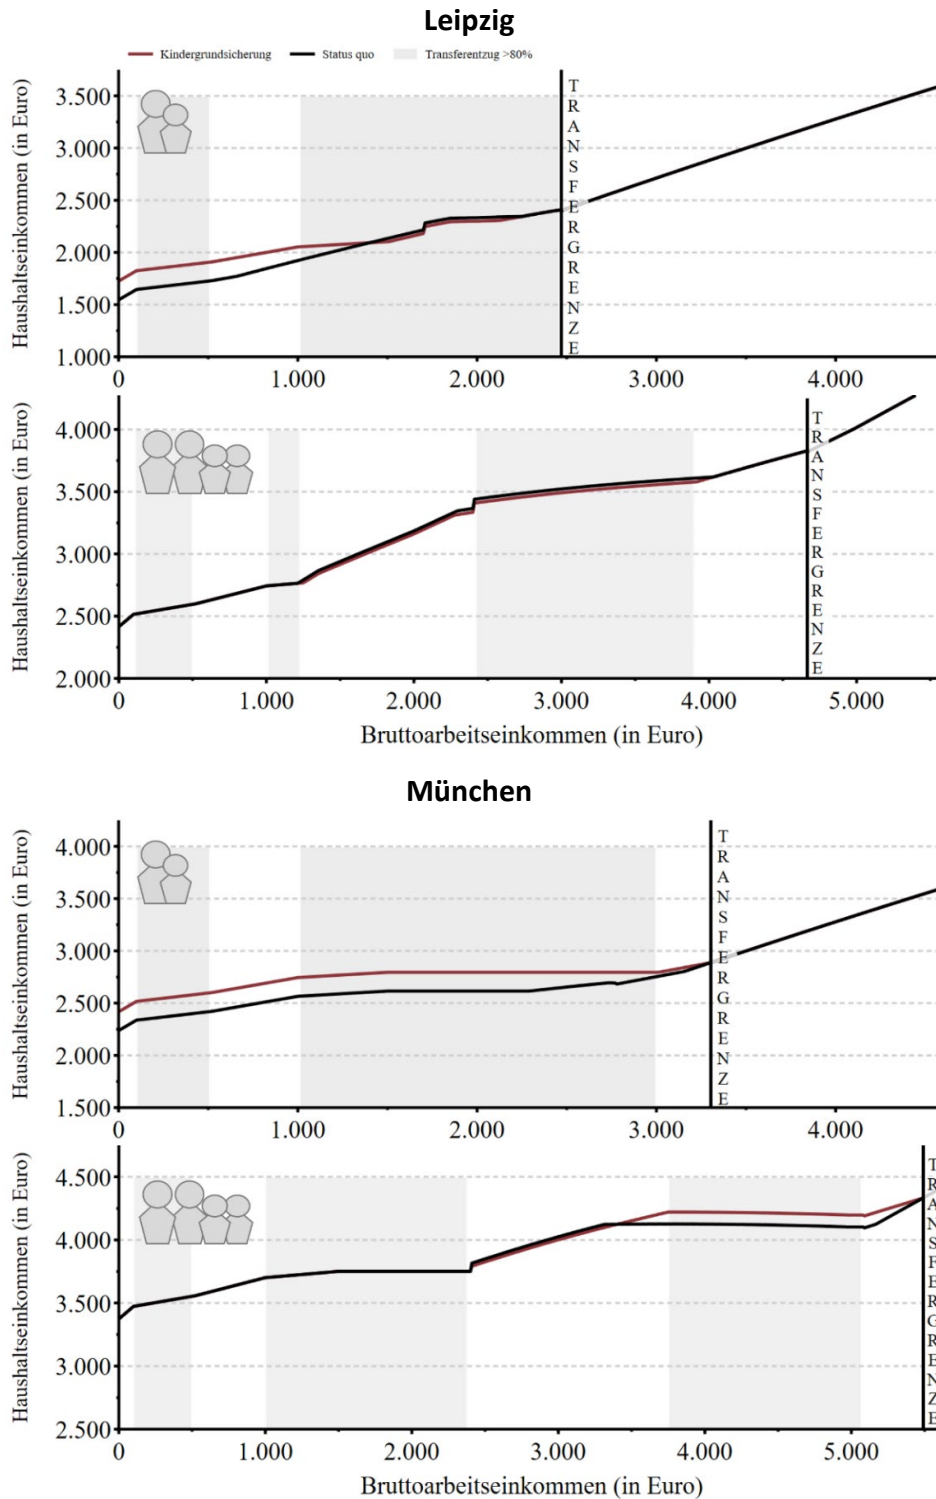 Leipzig
Kindergrundsicherung Status quo Transferentzug >80%
Haushaltseinkommen (in Euro)
3.500
3.000
2.500
2.000
1.500
1.000
TRANSFERGRENZE
0 1.000 2.000 3.000 4.000
Haushaltseinkommen (in Euro)
4.000
3.500
3.000
2.500
2.000
TRANSFERGRENZE
0 1.000 2.000 3.000 4.000 5.000
Bruttoarbeitseinkommen (in Euro)
München
Haushaltseinkommen (in Euro)
4.000
3.500
3.000
2.500
2.000
1.500
TRANSFERGRENZE
0 1.000 2.000 3.000 4.000
Haushaltseinkommen (in Euro)
4.500
4.000
3.500
3.000
2.500
TRANSFERGRENZE
0 1.000 2.000 3.000 4.000 5.000
Bruttoarbeitseinkommen (in Euro)